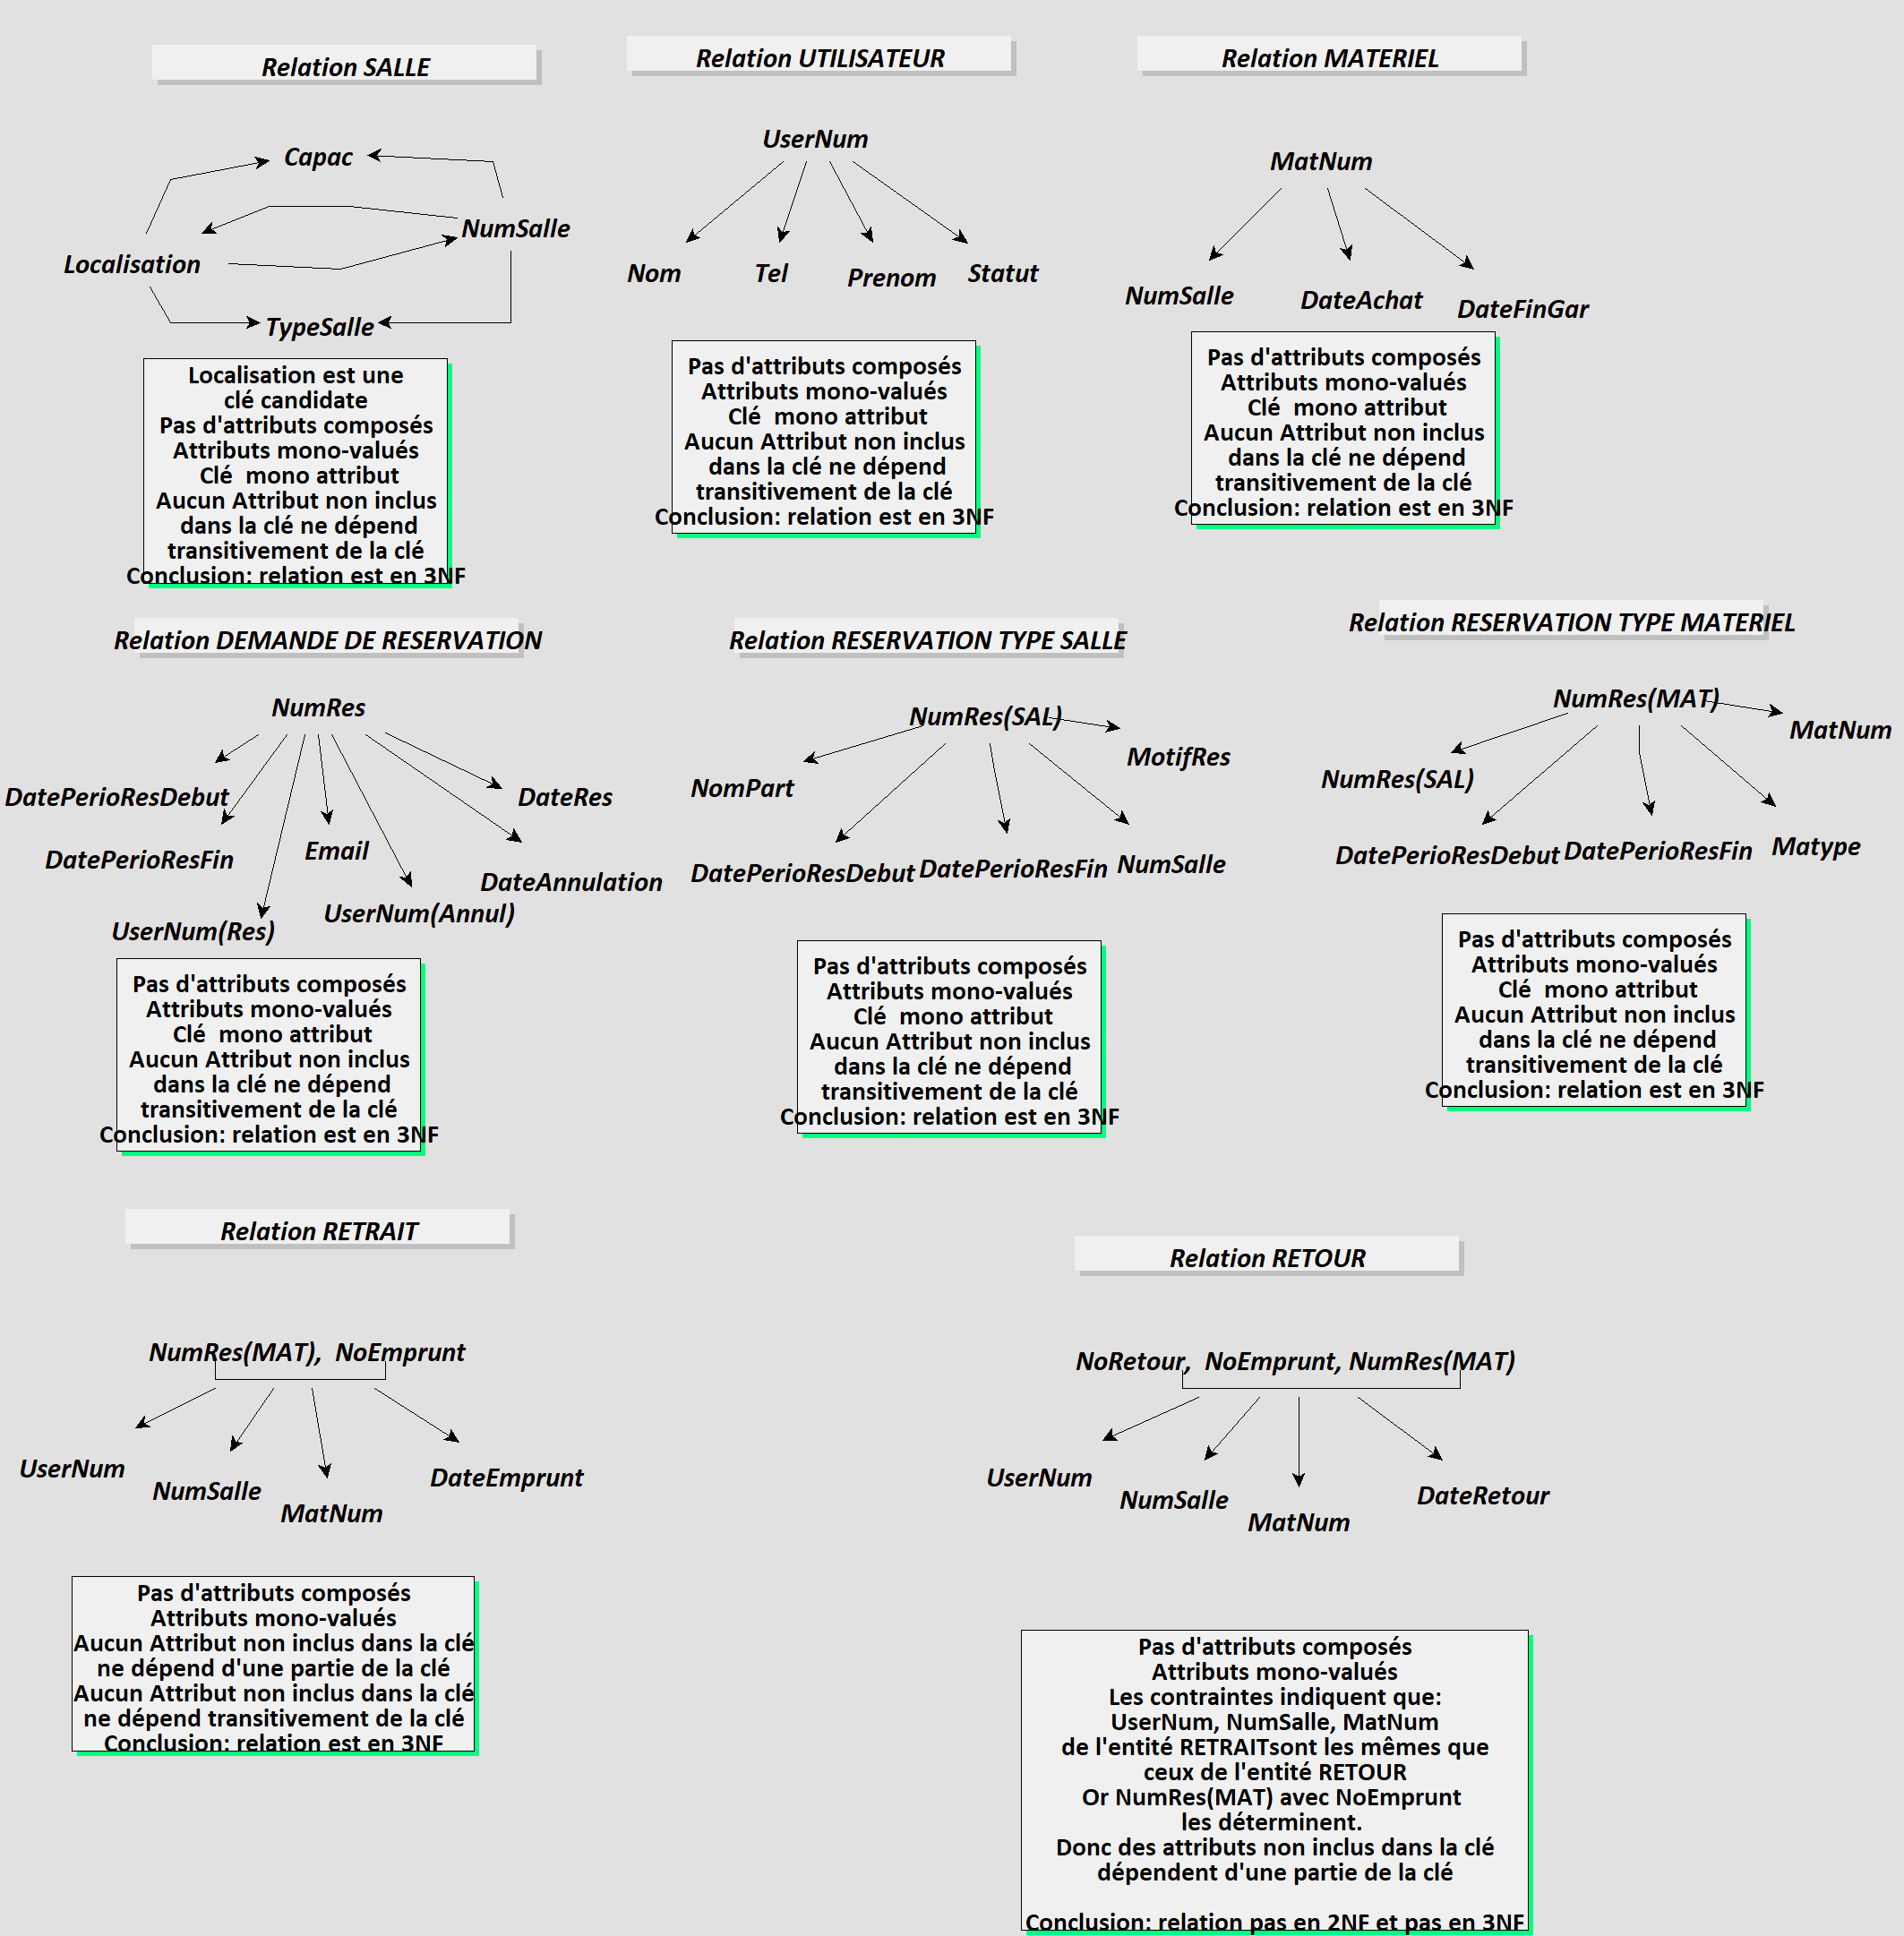 Relation SALLE
Capac
NumSalle
Localisation
TypeSalle
Localisation est une
clé candidate
Pas d'attributs composés
Attributs mono-valués
Clé  mono attribut
Aucun Attribut non inclus
dans la clé ne dépend
transitivement de la clé
Conclusion: relation est en 3NF
Relation UTILISATEUR
UserNum
Nom
Tel
Prenom
Statut
Pas d'attributs composés
Attributs mono-valués
Clé  mono attribut
Aucun Attribut non inclus
dans la clé ne dépend
transitivement de la clé
Conclusion: relation est en 3NF
Relation MATERIEL
MatNum
NumSalle
DateAchat
DateFinGar
Pas d'attributs composés
Attributs mono-valués
Clé  mono attribut
Aucun Attribut non inclus
dans la clé ne dépend
transitivement de la clé
Conclusion: relation est en 3NF
Relation DEMANDE DE RESERVATION
NumRes
DatePerioResDebut
DateRes
DatePerioResFin
Email
DateAnnulation
UserNum(Annul)
UserNum(Res)
Pas d'attributs composés
Attributs mono-valués
Clé  mono attribut
Aucun Attribut non inclus
dans la clé ne dépend
transitivement de la clé
Conclusion: relation est en 3NF
Relation RESERVATION TYPE SALLE
NumRes(SAL)
MotifRes
NomPart
DatePerioResDebut
DatePerioResFin
NumSalle
Pas d'attributs composés
Attributs mono-valués
Clé  mono attribut
Aucun Attribut non inclus
dans la clé ne dépend
transitivement de la clé
Conclusion: relation est en 3NF
Relation RESERVATION TYPE MATERIEL
NumRes(MAT)
MatNum
NumRes(SAL)
DatePerioResDebut
DatePerioResFin
Matype
Pas d'attributs composés
Attributs mono-valués
Clé  mono attribut
Aucun Attribut non inclus
dans la clé ne dépend
transitivement de la clé
Conclusion: relation est en 3NF
Relation RETRAIT
NumRes(MAT),  NoEmprunt
UserNum
NumSalle
MatNum
DateEmprunt
Pas d'attributs composés
Attributs mono-valués
Aucun Attribut non inclus dans la clé
ne dépend d'une partie de la clé
Aucun Attribut non inclus dans la clé
ne dépend transitivement de la clé
Conclusion: relation est en 3NF
Relation RETOUR
NoRetour,  NoEmprunt, NumRes(MAT)
UserNum
NumSalle
MatNum
DateRetour
Pas d'attributs composés
Attributs mono-valués
Les contraintes indiquent que:
UserNum, NumSalle, MatNum
de l'entité RETRAITsont les mêmes que
ceux de l'entité RETOUR
Or NumRes(MAT) avec NoEmprunt
les déterminent.
Donc des attributs non inclus dans la clé
dépendent d'une partie de la clé
Conclusion: relation pas en 2NF et pas en 3NF